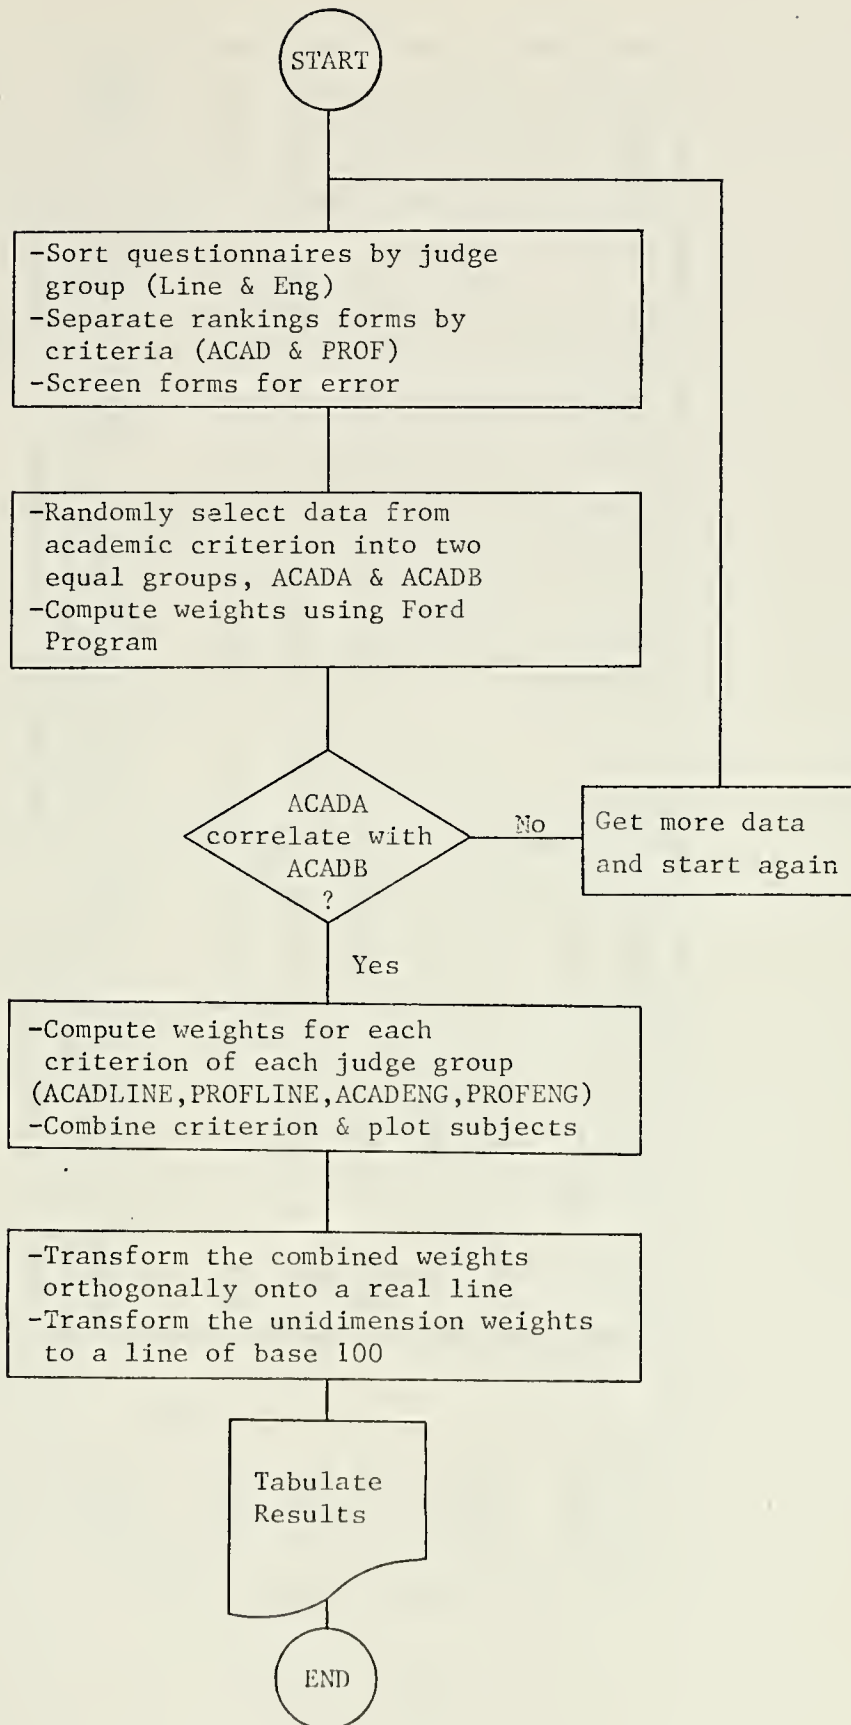 START
-Sort questionnaires by judge
group (Line & Eng)
-Separate rankings forms by
criteria (ACAD & PROF)
-Screen forms for error
-Randomly select data from
academic criterion into two
equal groups, ACADA & ACADB
-Compute weights using Ford
Program
ACADA
correlate with
ACADB
?
No
Get more data
and start again
Yes
-Compute weights for each
criterion of each judge group
(ACADLINE,PROFLINE,ACADENG,PROFENG)
-Combine criterion & plot subjects
-Transform the combined weights
orthogonally onto a real line
-Transform the unidimension weights
to a line of base 100
Tabulate
Results
END